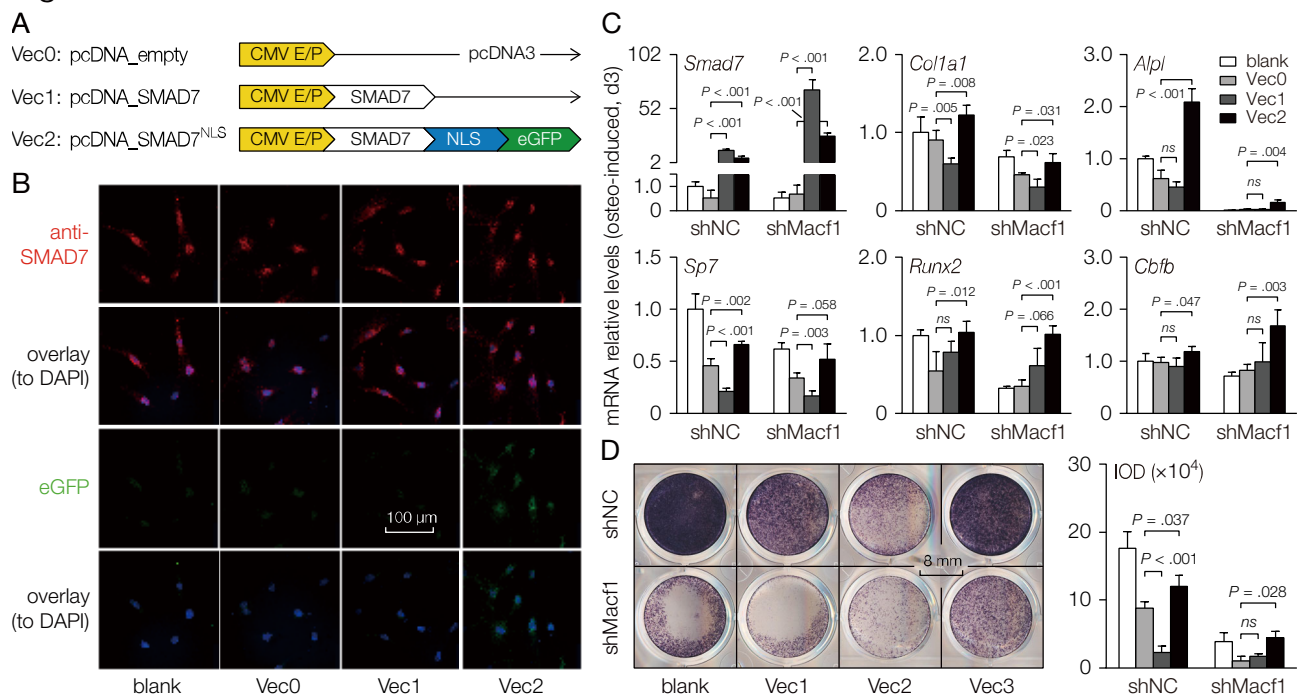 A
Vec0: pcDNA_empty
CMV E/P
pcDNA3
Vec1: pcDNA_SMAD7
CMV E/P
SMAD7
Vec2: pcDNA_SMAD7NLS
CMV E/P
SMAD7
NLS
eGFP
B
anti-
SMAD7
overlay
(to DAPI)
eGFP
100 µm
overlay
(to DAPI)
blank
Vec0
Vec1
Vec2
C
mRNA relative levels (osteo-induced, d3)
Smad7
102
52
2
1.0
0
P < .001
P < .001
P < .001
< .001
shNC
shMacf1
Col1a1
2.0
1.0
0
P = .008
P = .005
P = .031
P = .023
shNC
shMacf1
Alpl
3.0
2.0
1.0
0
P < .001
ns
P = .004
ns
shNC
shMacf1
blank
Vec0
Vec1
Vec2
Sp7
1.5
1.0
0.5
0
P = .002
P < .001
P = .058
P = .003
shNC
shMacf1
Runx2
2.0
1.0
0
P = .012
ns
P < .001
P = .066
shNC
shMacf1
Cbfb
3.0
2.0
1.0
0
P = .047
ns
P = .003
ns
shNC
shMacf1
D
shNC
shMacf1
8 mm
blank
Vec1
Vec2
Vec3
IOD (×10⁴)
30
20
10
0
P = .037
P < .001
P = .028
ns
shNC
shMacf1